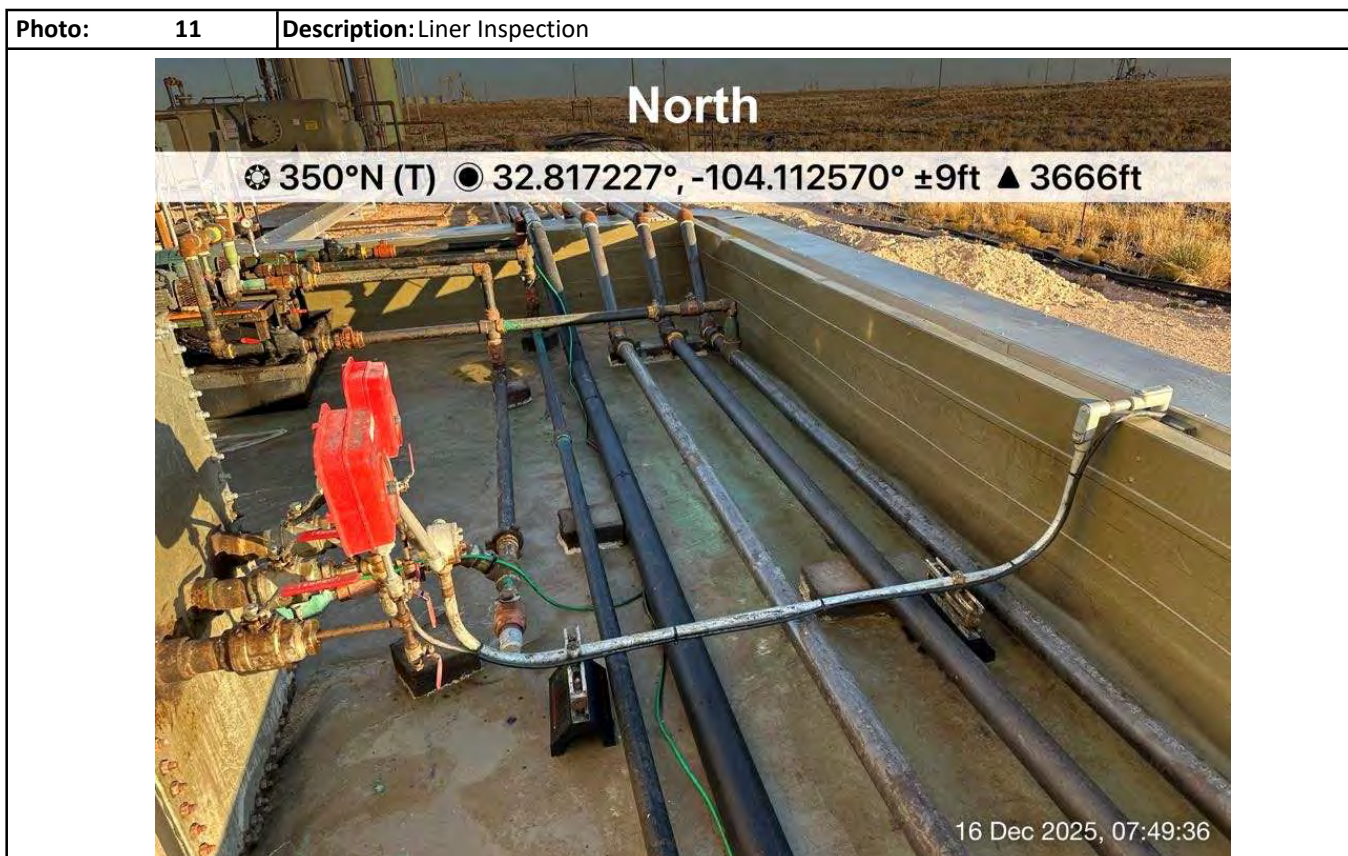 Photo: 11 Description: Liner Inspection
North
350°N (T) 32.817227°, -104.112570° ±9ft ▲ 3666ft
16 Dec 2025, 07:49:36